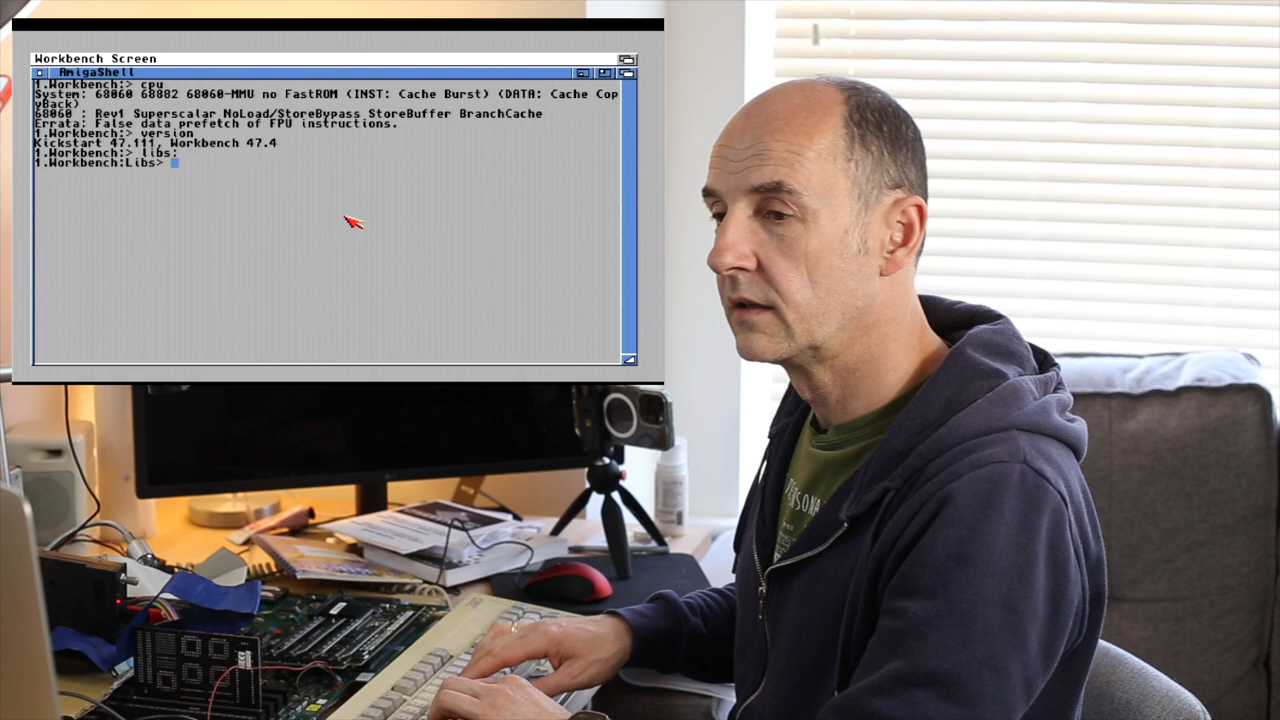 Workbench Screen
AmigaShell
1.Workbench:> cpu
System: 68060 68882 68060-MMU no FastROM (INST: Cache Burst) (DATA: Cache Cop
yBack)
68060 : Rev1 Superscalar NoLoad/StoreBypass StoreBuffer BranchCache
Errata: False data prefetch of FPU instructions.
1.Workbench:> version
Kickstart 47.111, Workbench 47.4
1.Workbench:> libs:
1.Workbench:Libs>